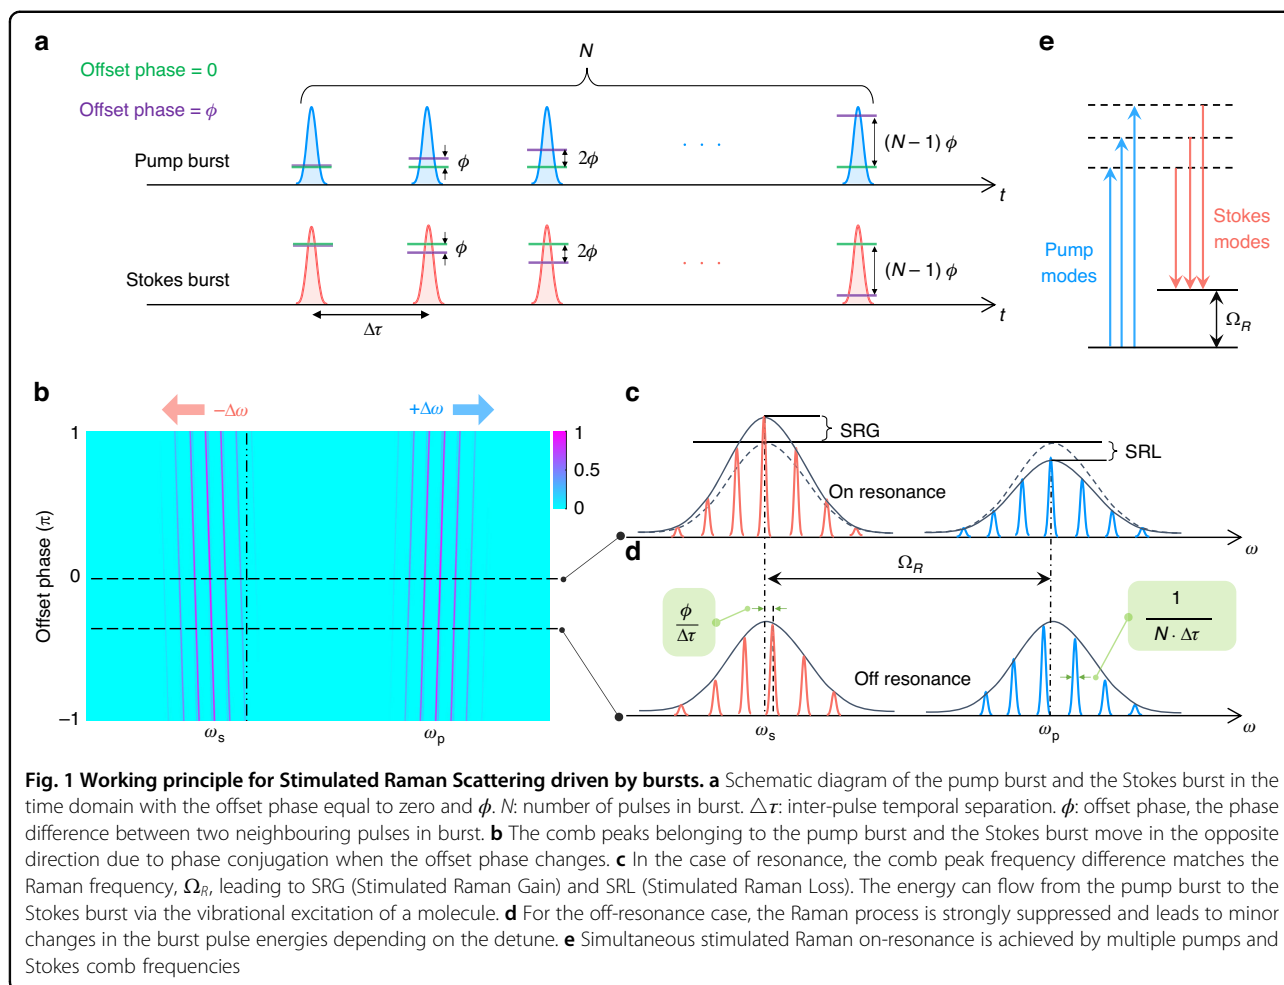 a
Offset phase = 0
Offset phase = ϕ
N
Pump burst
ϕ
2ϕ
. . .
(N – 1) ϕ
t
Stokes burst
ϕ
2ϕ
. . .
(N – 1) ϕ
t
Δτ
e
Pump
modes
Stokes
modes
Ω_R
b
–Δω
+Δω
Offset phase (π)
1
0
–1
1
0.5
0
ω_s
ω_p
c
SRG
SRL
On resonance
ω
d
Ω_R
ϕ/Δτ
1/(N · Δτ)
Off resonance
ω_s
ω_p
ω
Fig. 1 Working principle for Stimulated Raman Scattering driven by bursts. a Schematic diagram of the pump burst and the Stokes burst in the
time domain with the offset phase equal to zero and ϕ. N: number of pulses in burst. △τ: inter-pulse temporal separation. ϕ: offset phase, the phase
difference between two neighbouring pulses in burst. b The comb peaks belonging to the pump burst and the Stokes burst move in the opposite
direction due to phase conjugation when the offset phase changes. c In the case of resonance, the comb peak frequency difference matches the
Raman frequency, Ω_R, leading to SRG (Stimulated Raman Gain) and SRL (Stimulated Raman Loss). The energy can flow from the pump burst to the
Stokes burst via the vibrational excitation of a molecule. d For the off-resonance case, the Raman process is strongly suppressed and leads to minor
changes in the burst pulse energies depending on the detune. e Simultaneous stimulated Raman on-resonance is achieved by multiple pumps and
Stokes comb frequencies